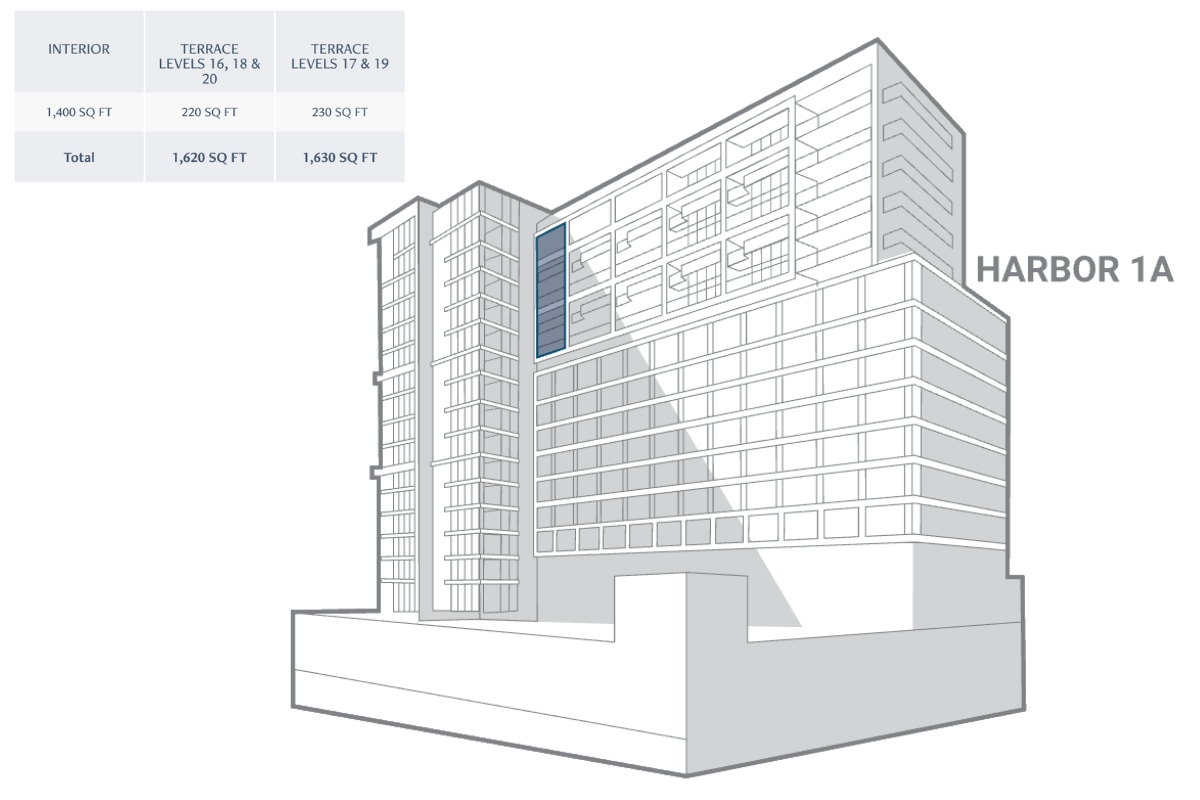 INTERIOR
TERRACE
LEVELS 16, 18 &
20
TERRACE
LEVELS 17 & 19
1,400 SQ FT
220 SQ FT
230 SQ FT
Total
1,620 SQ FT
1,630 SQ FT
HARBOR 1A